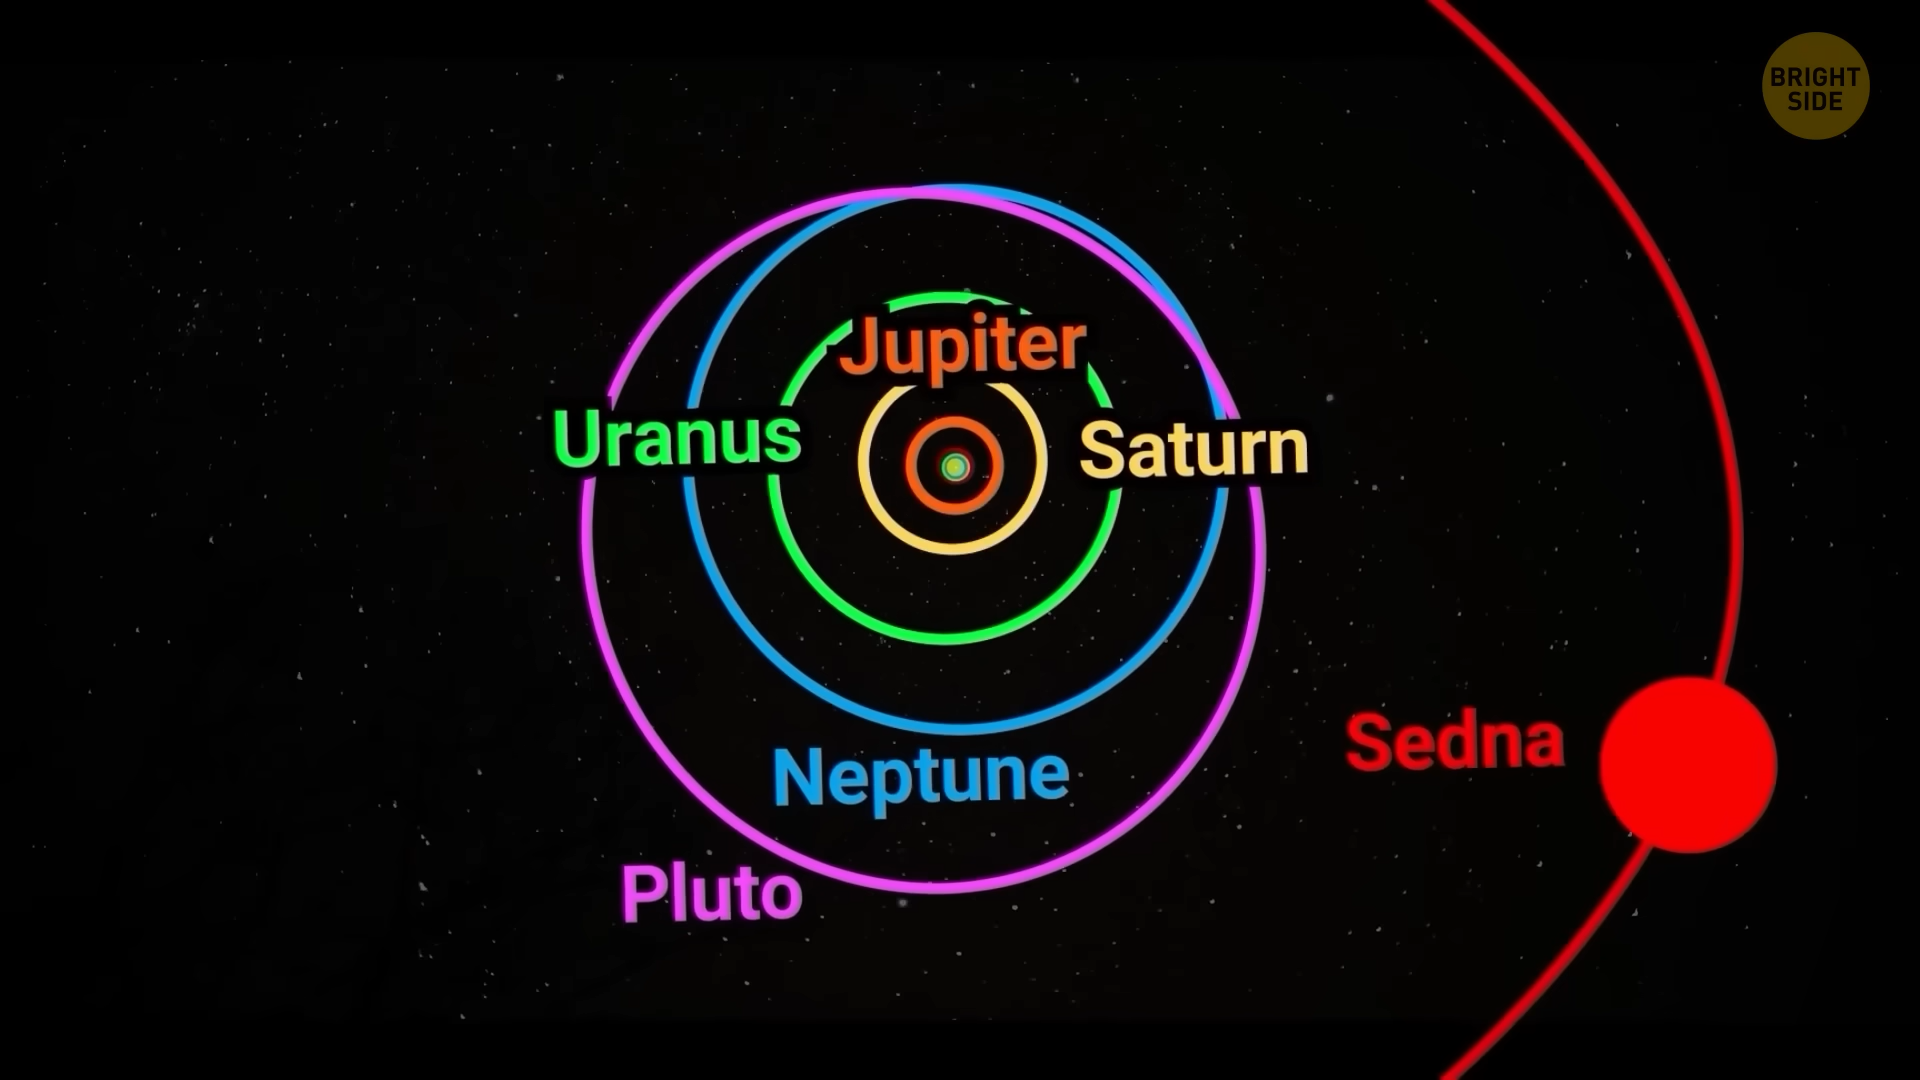 BRIGHT
SIDE
Jupiter
Uranus
Saturn
Sedna
Neptune
Pluto